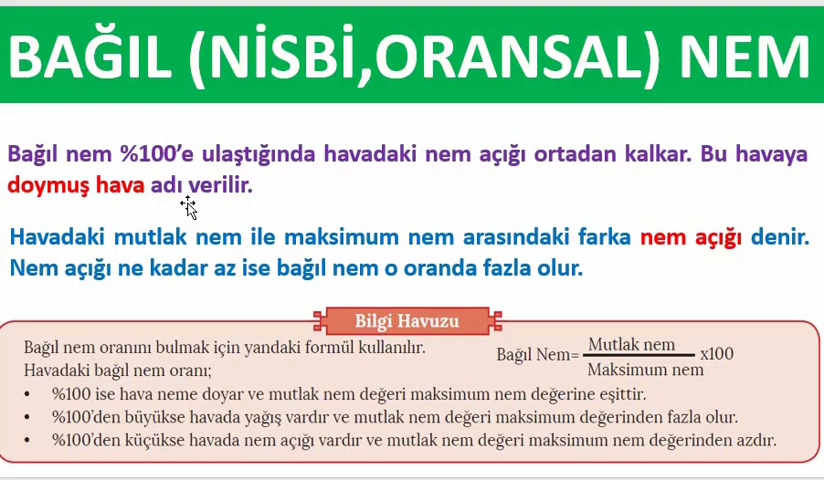 BAĞIL (NİSBİ,ORANSAL) NEM
Bağıl nem %100’e ulaştığında havadaki nem açığı ortadan kalkar. Bu havaya
doymuş hava adı verilir.
Havadaki mutlak nem ile maksimum nem arasındaki farka nem açığı denir.
Nem açığı ne kadar az ise bağıl nem o oranda fazla olur.
Bilgi Havuzu
Bağıl nem oranını bulmak için yandaki formül kullanılır.
Havadaki bağıl nem oranı;
Mutlak nem
Bağıl Nem= x100
Maksimum nem
• %100 ise hava neme doyar ve mutlak nem değeri maksimum nem değerine eşittir.
• %100’den büyükse havada yağış vardır ve mutlak nem değeri maksimum değerinden fazla olur.
• %100’den küçükse havada nem açığı vardır ve mutlak nem değeri maksimum nem değerinden azdır.